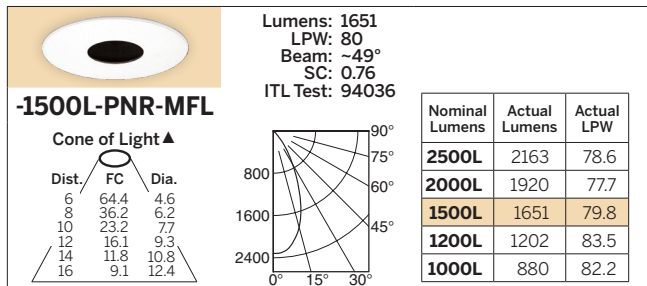 Lumens: 1651
LPW: 80
Beam: ~49°
SC: 0.76
ITL Test: 94036
-1500L-PNR-MFL
Cone of Light▲
Dist. FC Dia.
6 64.4 4.6
8 36.2 6.2
10 23.2 7.7
12 16.1 9.3
14 11.8 10.8
16 9.1 12.4
90°
75°
800
60°
1600
45°
2400
0° 15° 30°
Nominal Lumens Actual Lumens Actual LPW
2500L 2163 78.6
2000L 1920 77.7
1500L 1651 79.8
1200L 1202 83.5
1000L 880 82.2